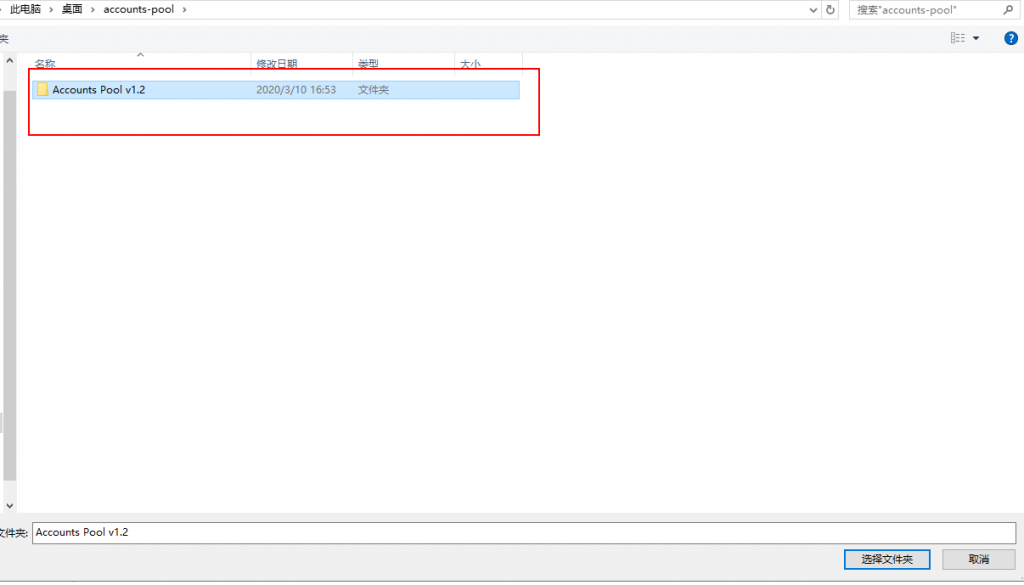 此电脑 > 桌面 > accounts-pool >
搜索"accounts-pool"
夹
名称 修改日期 类型 大小
Accounts Pool v1.2 2020/3/10 16:53 文件夹
文件夹: Accounts Pool v1.2
选择文件夹 取消